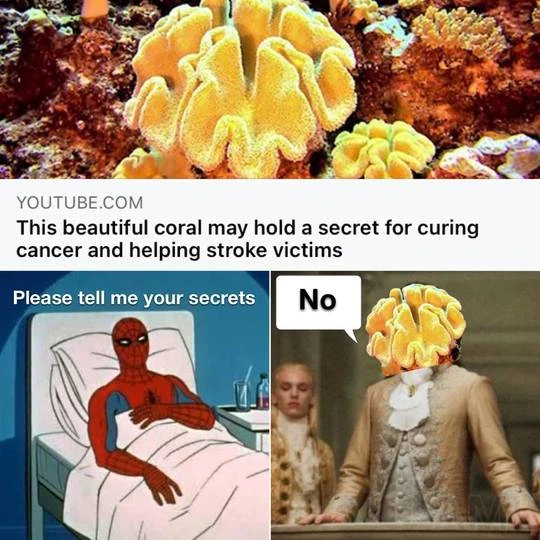 YOUTUBE.COM
This beautiful coral may hold a secret for curing
cancer and helping stroke victims
Please tell me your secrets
No